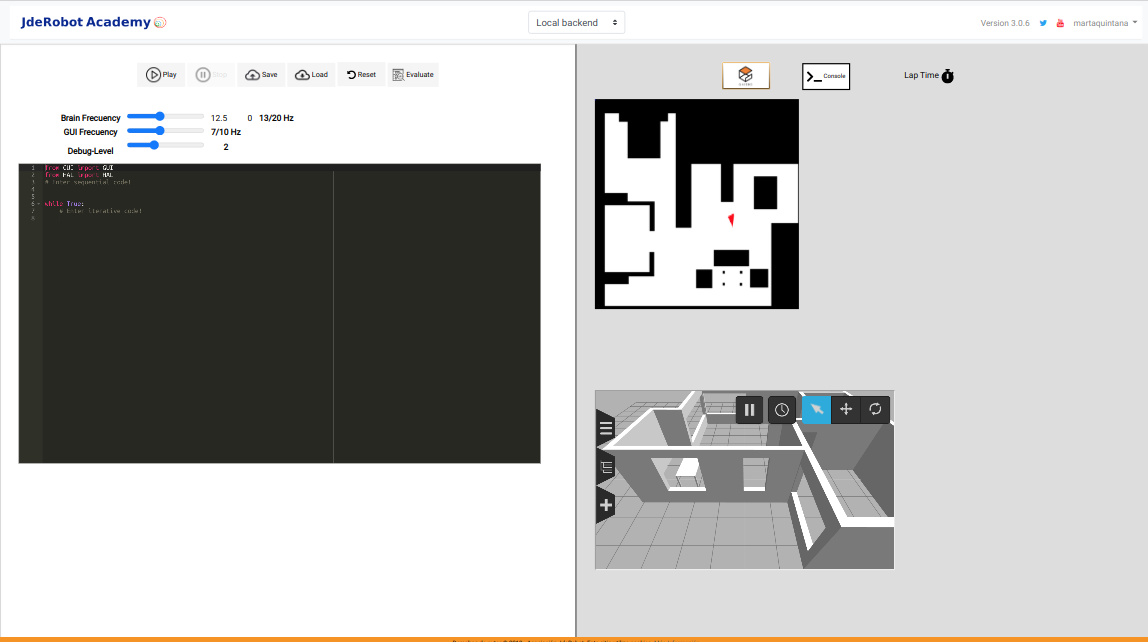 JdeRobot Academy
Local backend
Version 3.0.6
martaquintana
Play
Save
Load
Reset
Evaluate
Console
Lap Time
Brain Frecuency 12.5 0 13/20 Hz
GUI Frecuency 7/10 Hz
Debug-Level 2
1 from GUI import GUI
2 from HAL import HAL
3 # Enter sequential code!
4
5
6 while True:
7 # Enter iterative code!
8